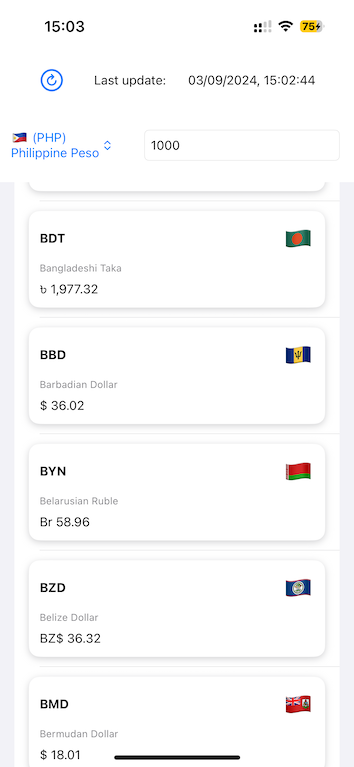 15:03
75
Last update: 03/09/2024, 15:02:44
(PHP)
Philippine Peso
1000
BDT
Bangladeshi Taka
৳ 1,977.32
BBD
Barbadian Dollar
$ 36.02
BYN
Belarusian Ruble
Br 58.96
BZD
Belize Dollar
BZ$ 36.32
BMD
Bermudan Dollar
$ 18.01